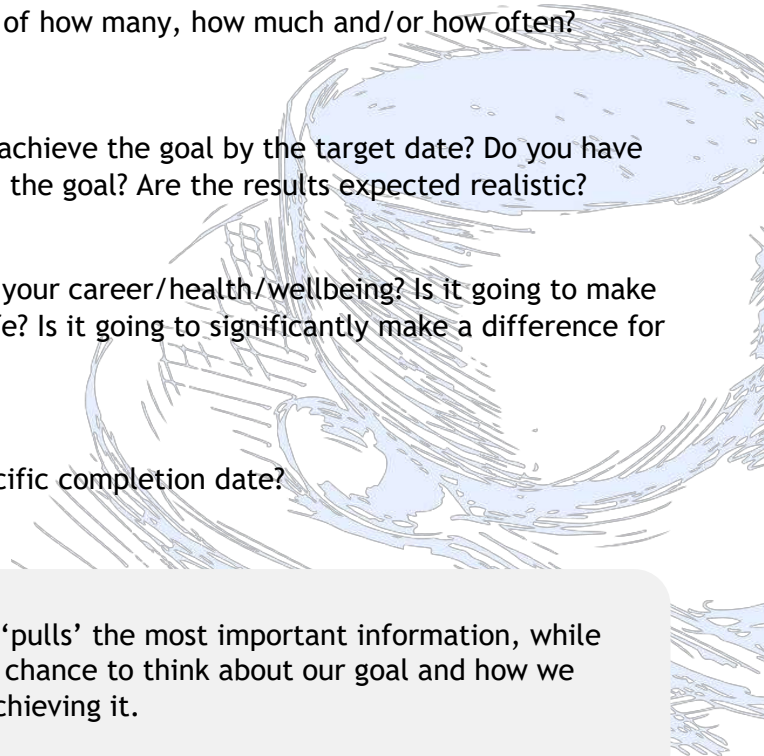 of how many, how much and/or how often?
achieve the goal by the target date? Do you have
the goal? Are the results expected realistic?
your career/health/wellbeing? Is it going to make
e? Is it going to significantly make a difference for
cific completion date?
‘pulls’ the most important information, while
chance to think about our goal and how we
chieving it.